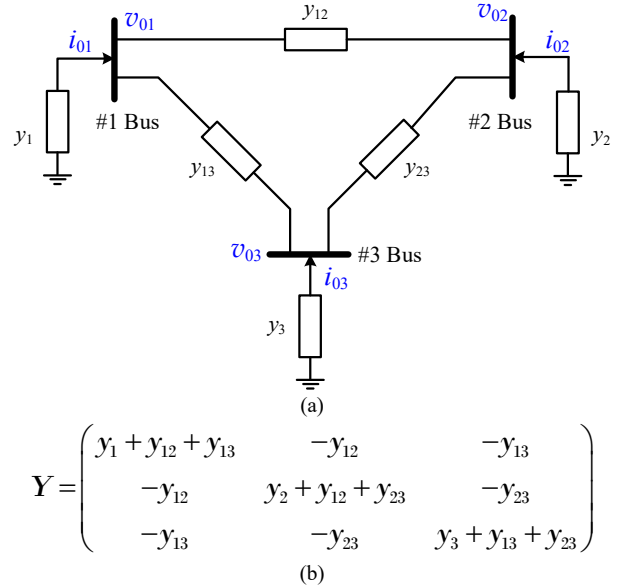 v₀₁ y₁₂ v₀₂
i₀₁ i₀₂
#1 Bus #2 Bus
y₁ y₁₃ y₂₃ y₂
v₀₃ #3 Bus
i₀₃
y₃
(a)
Y = ( y₁ + y₁₂ + y₁₃ −y₁₂ −y₁₃
−y₁₂ y₂ + y₁₂ + y₂₃ −y₂₃
−y₁₃ −y₂₃ y₃ + y₁₃ + y₂₃ )
(b)